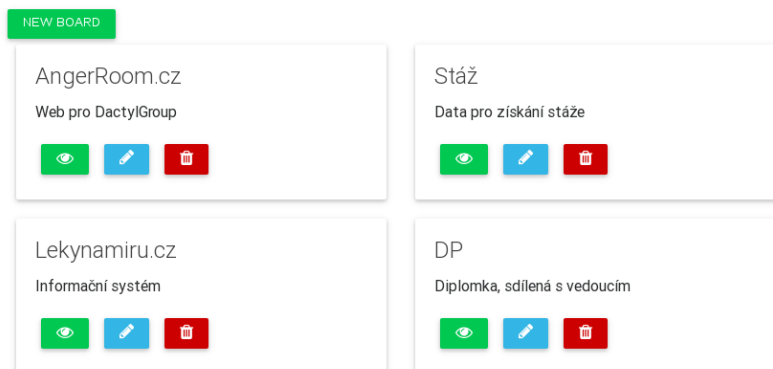 NEW BOARD
AngerRoom.cz
Web pro DactylGroup
Stáž
Data pro získání stáže
Lekynamiru.cz
Informační systém
DP
Diplomka, sdílená s vedoucím